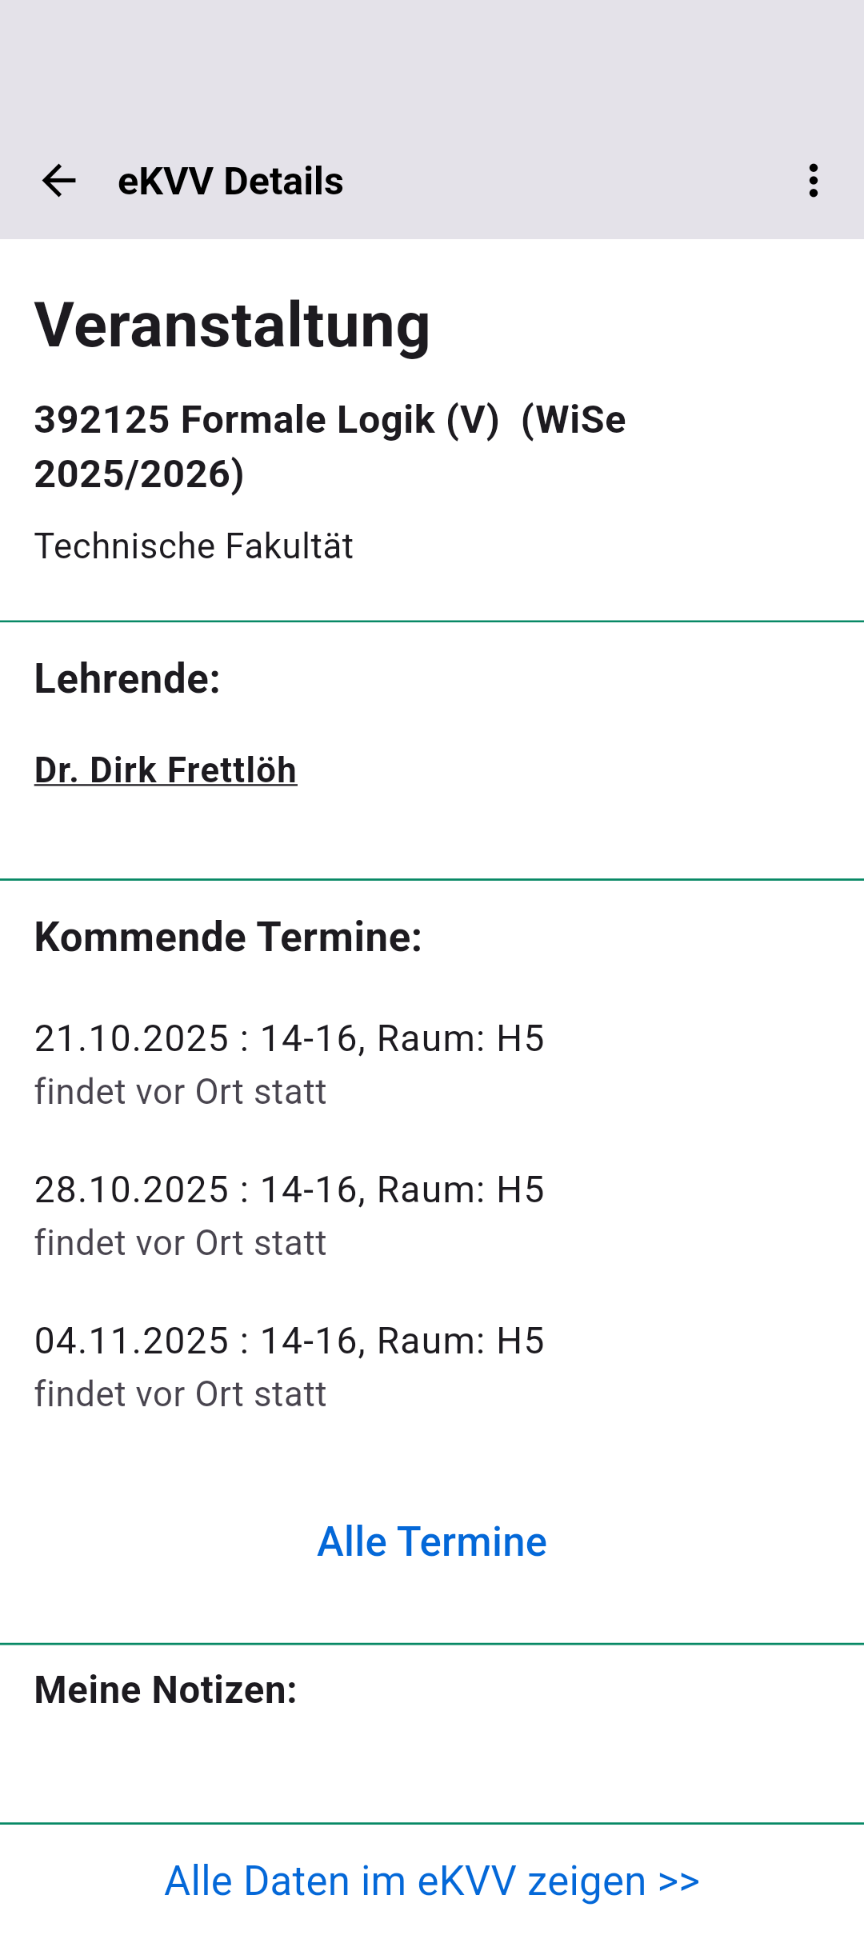 eKVV Details
Veranstaltung
392125 Formale Logik (V)  (WiSe
2025/2026)
Technische Fakultät
Lehrende:
Dr. Dirk Frettlöh
Kommende Termine:
21.10.2025 : 14-16, Raum: H5
findet vor Ort statt
28.10.2025 : 14-16, Raum: H5
findet vor Ort statt
04.11.2025 : 14-16, Raum: H5
findet vor Ort statt
Alle Termine
Meine Notizen:
Alle Daten im eKVV zeigen >>